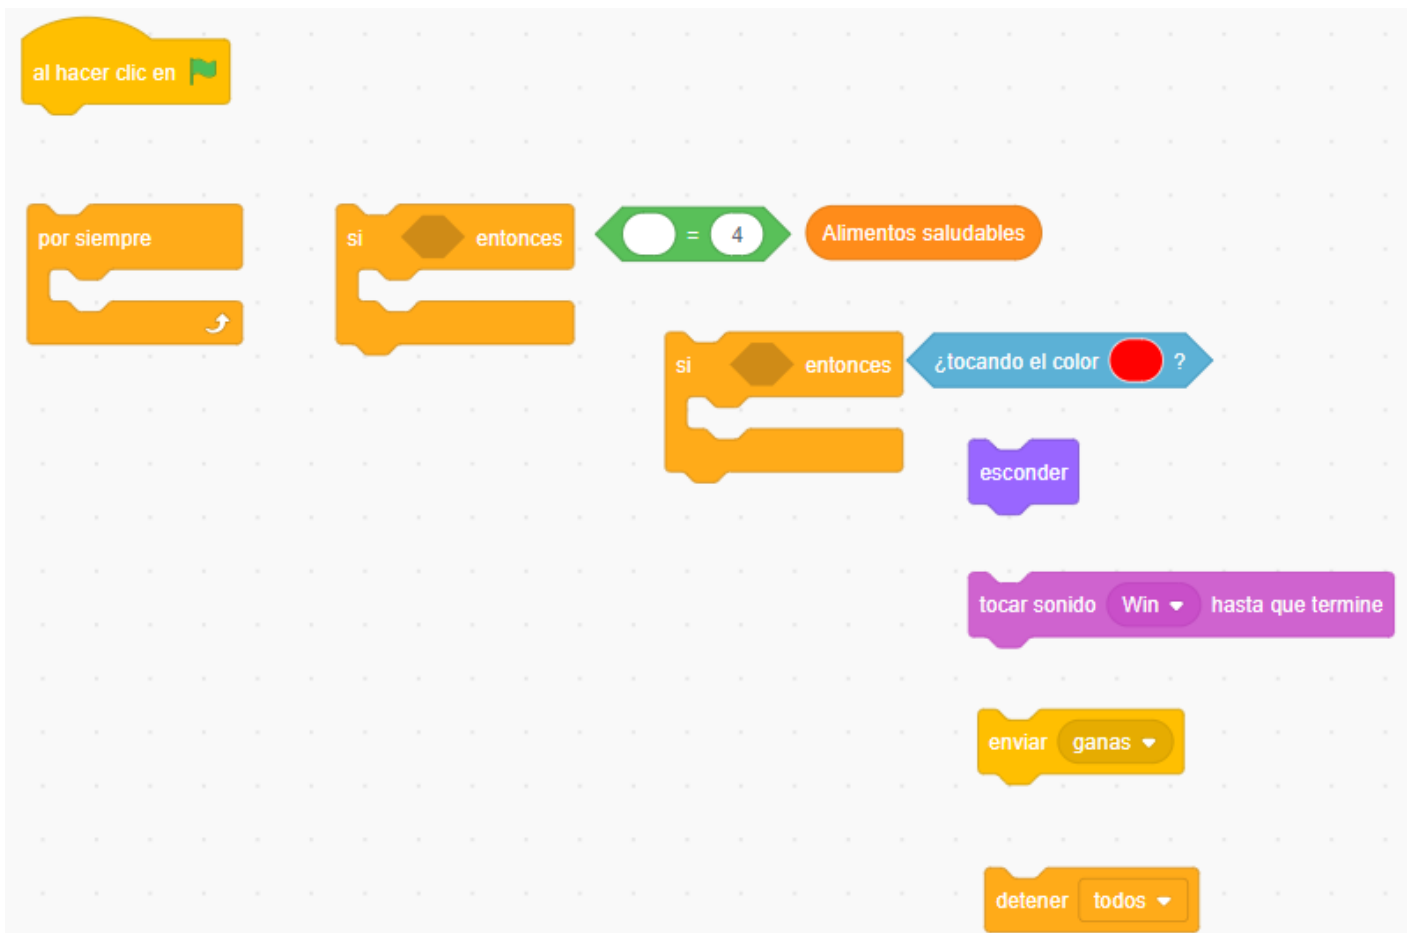 al hacer clic en
por siempre
si entonces
= 4
Alimentos saludables
si entonces
¿tocando el color ?
esconder
tocar sonido Win hasta que termine
enviar ganas
detener todos